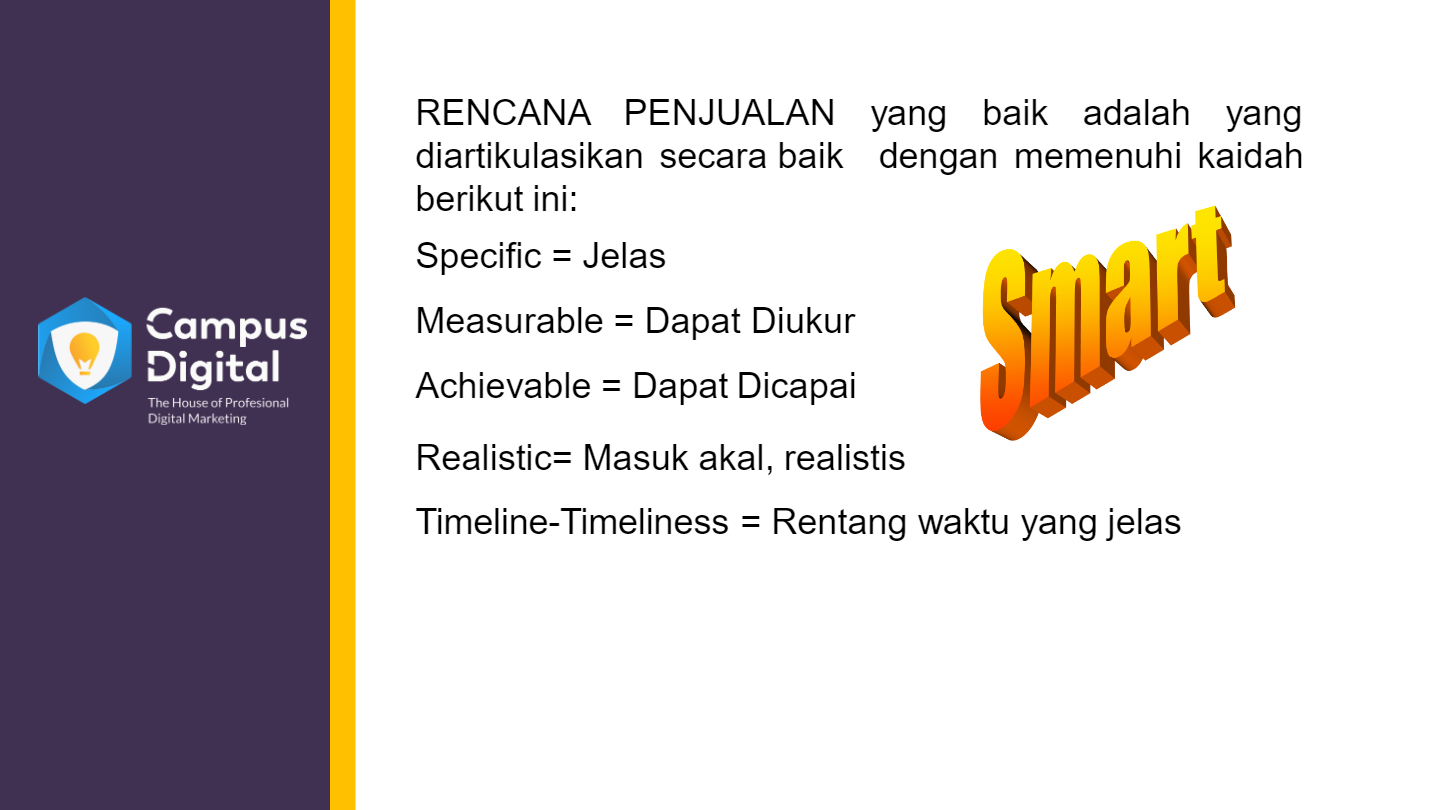 Campus
Digital
The House of Profesional
Digital Marketing
RENCANA PENJUALAN yang baik adalah yang
diartikulasikan secara baik dengan memenuhi kaidah
berikut ini:
Specific = Jelas
Measurable = Dapat Diukur
Achievable = Dapat Dicapai
Realistic= Masuk akal, realistis
Timeline-Timeliness = Rentang waktu yang jelas
Smart